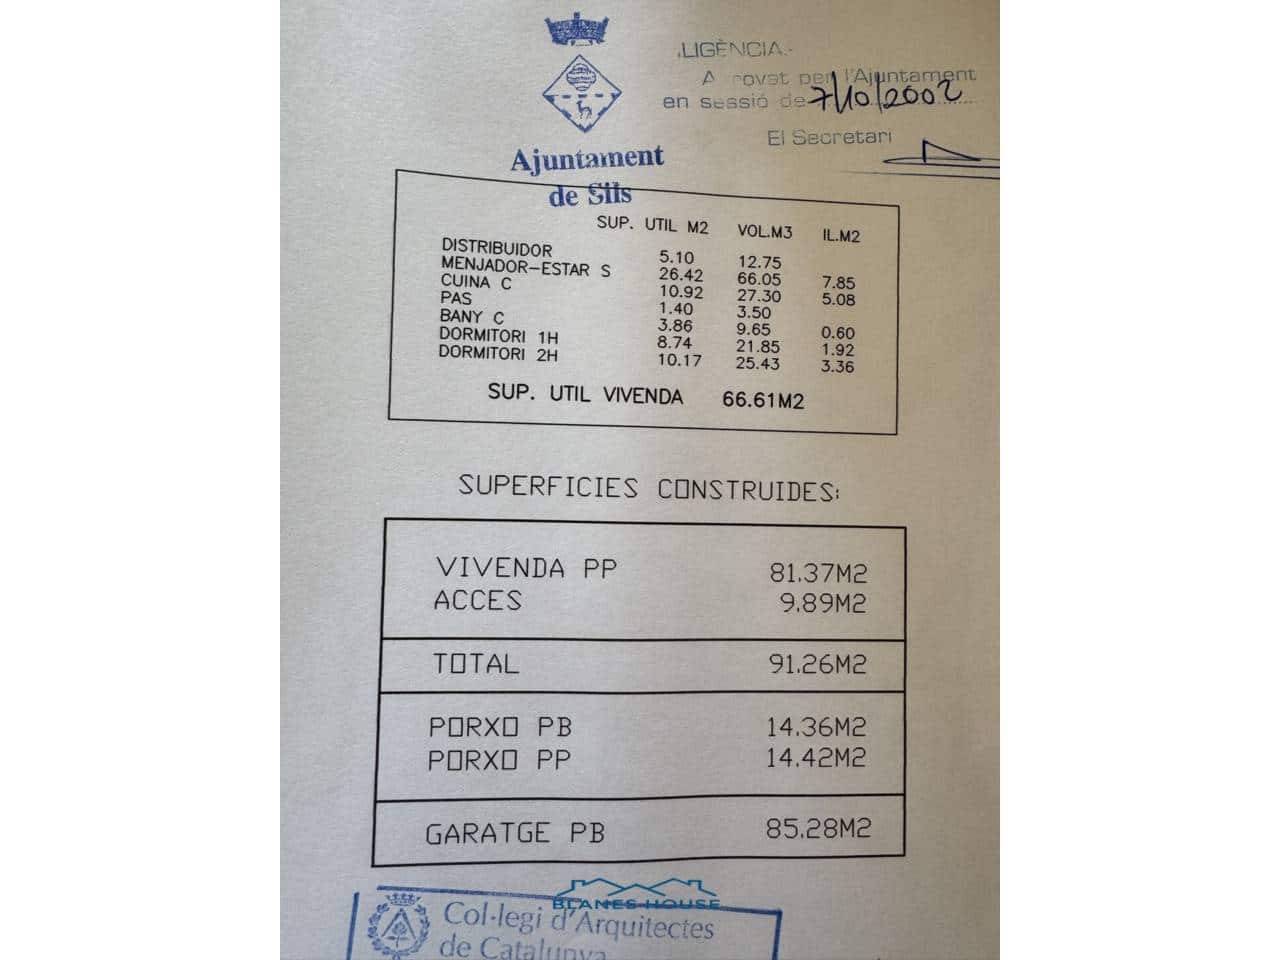 .LIGÈNCIA.-
A rovat per l'Ajuntament
en sessió de 7/10/2002
El Secretari
Ajuntament
de Sils
SUP. UTIL M2 VOL.M3 IL.M2
DISTRIBUIDOR 5.10 12.75
MENJADOR-ESTAR S 26.42 66.05 7.85
CUINA C 10.92 27.30 5.08
PAS 1.40 3.50
BANY C 3.86 9.65 0.60
DORMITORI 1H 8.74 21.85 1.92
DORMITORI 2H 10.17 25.43 3.36
SUP. UTIL VIVENDA 66.61M2
SUPERFICIES CONSTRUIDES:
VIVENDA PP 81.37M2
ACCES 9.89M2
TOTAL 91.26M2
PORXO PB 14.36M2
PORXO PP 14.42M2
GARATGE PB 85.28M2
BLANES HOUSE
Col·legi d'Arquitectes
de Catalunya